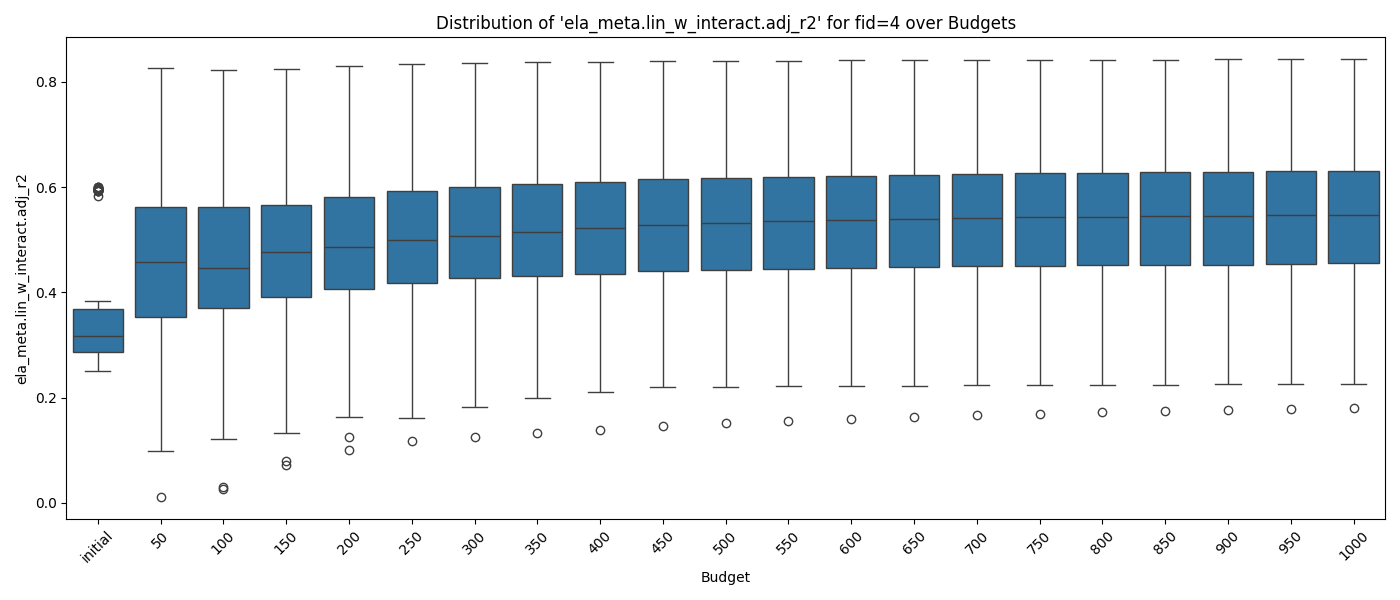 Distribution of 'ela_meta.lin_w_interact.adj_r2' for fid=4 over Budgets
ela_meta.lin_w_interact.adj_r2
0.8
0.6
0.4
0.2
0.0
initial 50 100 150 200 250 300 350 400 450 500 550 600 650 700 750 800 850 900 950 1000
Budget